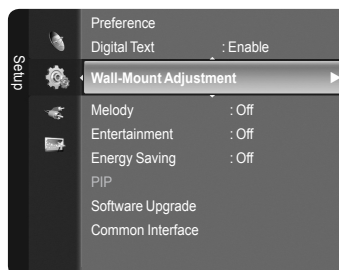 Setup
Preference
Digital Text : Enable
Wall-Mount Adjustment
Melody : Off
Entertainment : Off
Energy Saving : Off
PIP
Software Upgrade
Common Interface